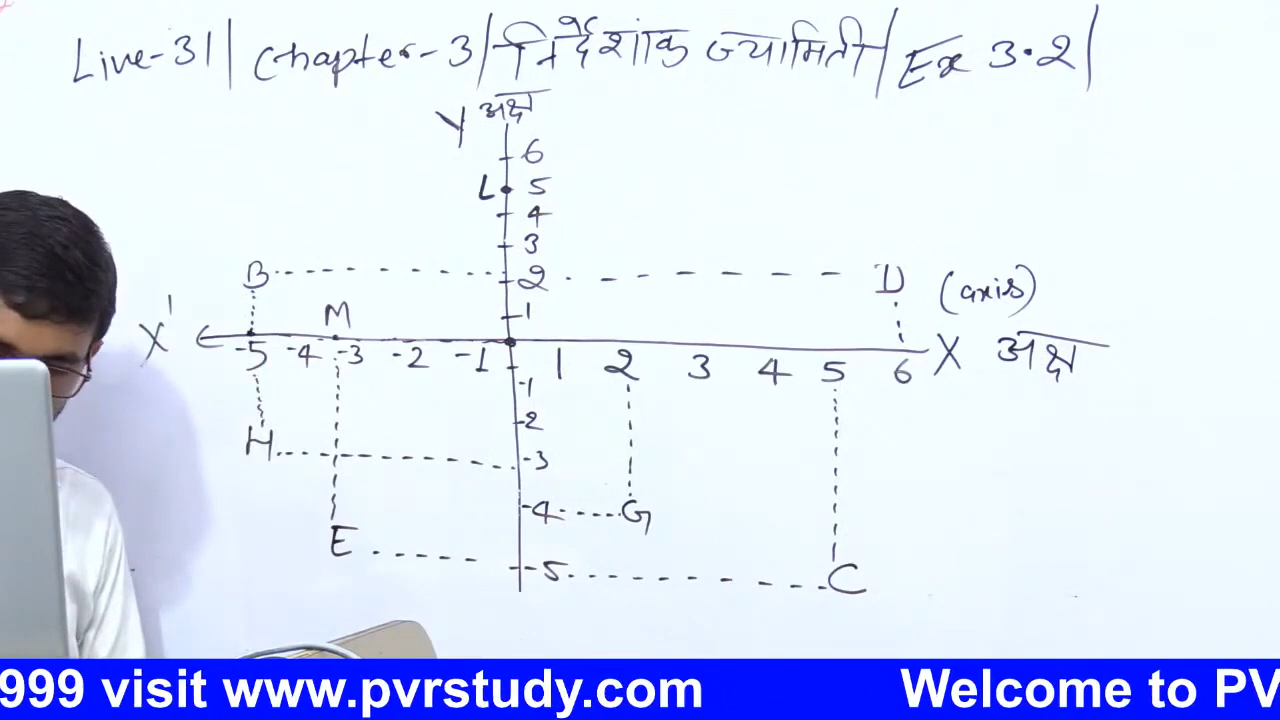 Live-31 | Chapter-3 | निर्देशांक ज्यामिती | Ex 3.2 |
Y अक्ष
6
L 5
4
3
B 2 D (axis)
1
M
X' -5 -4 -3 -2 -1 1 2 3 4 5 6 X अक्ष
-1
-2
H -3
-4 G
E -5 C
999 visit www.pvrstudy.com Welcome to PV